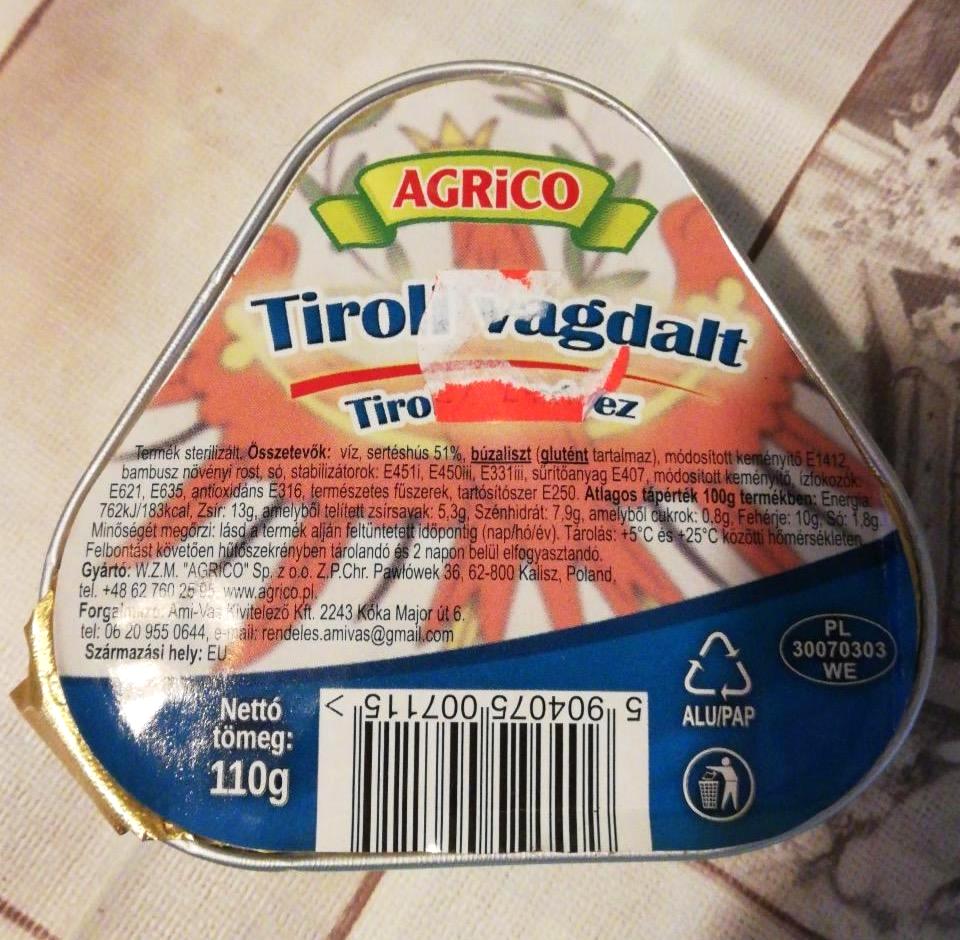 AGRiCO
Tiroli vagdalt
Tiro ez
Termék sterilizált. Összetevők: víz, sertéshús 51%, búzaliszt (glutént tartalmaz), módosított keményítő E1412,
bambusz növényi rost, só, stabilizátorok: E451i, E450iii, E331iii, sűrítőanyag E407, módosított keményítő, ízfokozók:
E621, E635, antioxidáns E316, természetes fűszerek, tartósítószer E250. Átlagos tápérték 100g termékben: Energia:
762kJ/183kcal, Zsír: 13g, amelyből telített zsírsavak: 5,3g, Szénhidrát: 7,9g, amelyből cukrok: 0,8g, Fehérje: 10g, Só: 1,8g.
Minőségét megőrzi: lásd a termék alján feltüntetett időpontig (nap/hó/év). Tárolás: +5°C és +25°C közötti hőmérsékleten.
Felbontást követően hűtőszekrényben tárolandó és 2 napon belül elfogyasztandó.
Gyártó: W.Z.M. "AGRICO" Sp. z o.o. Z.P.Chr. Pawłówek 36, 62-800 Kalisz, Poland,
tel. +48 62 760 26 95, www.agrico.pl.
Forgalmazó: Ami-Vas Kivitelező Kft. 2243 Kóka Major út 6.
tel: 06 20 955 0644, e-mail: rendeles.amivas@gmail.com
Származási hely: EU
Nettó
tömeg:
110g
5 904075 007115 >
ALU/PAP
PL
30070303
WE